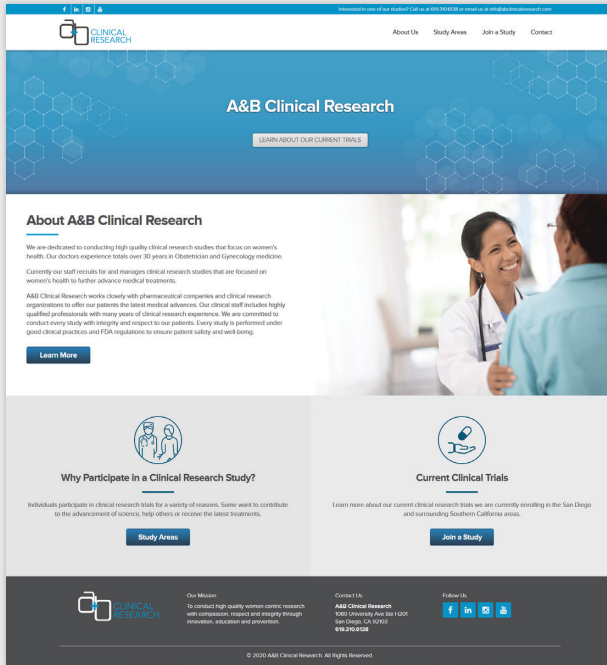 Interested in one of our studies? Call us at 619.310.6138 or email us at info@abclinicalresearch.com
CLINICAL
RESEARCH
About Us Study Areas Join a Study Contact
A&B Clinical Research
LEARN ABOUT OUR CURRENT TRIALS
About A&B Clinical Research
We are dedicated to conducting high quality clinical research studies that focus on women's
health. Our doctors experience totals over 30 years in Obstetrician and Gynecology medicine.
Currently our staff recruits for and manages clinical research studies that are focused on
women's health to further advance medical treatments.
A&B Clinical Research works closely with pharmaceutical companies and clinical research
organizations to offer our patients the latest medical advances. Our clinical staff includes highly
qualified professionals with many years of clinical research experience. We are committed to
conduct every study with integrity and respect to our patients. Every study is performed under
good clinical practices and FDA regulations to ensure patient safety and well-being.
Learn More
Why Participate in a Clinical Research Study?
Individuals participate in clinical research trials for a variety of reasons. Some want to contribute
to the advancement of science, help others or receive the latest treatments.
Study Areas
Current Clinical Trials
Learn more about our current clinical research trials we are currently enrolling in the San Diego
and surrounding Southern California areas.
Join a Study
CLINICAL
RESEARCH
Our Mission
To conduct high quality women-centric research
with compassion, respect and integrity through
innovation, education and prevention.
Contact Us
A&B Clinical Research
1080 University Ave Ste H201
San Diego, CA 92103
619.310.6138
Follow Us
© 2020 A&B Clinical Research. All Rights Reserved.